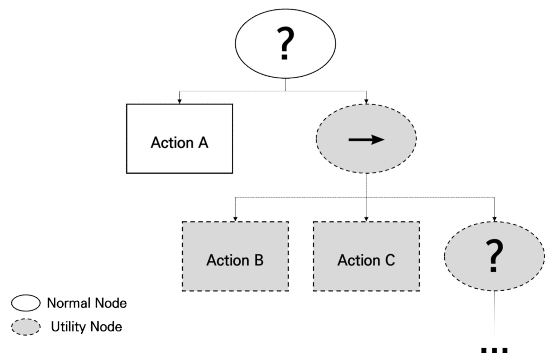 ?
Action A
→
Action B
Action C
?
Normal Node
Utility Node
...